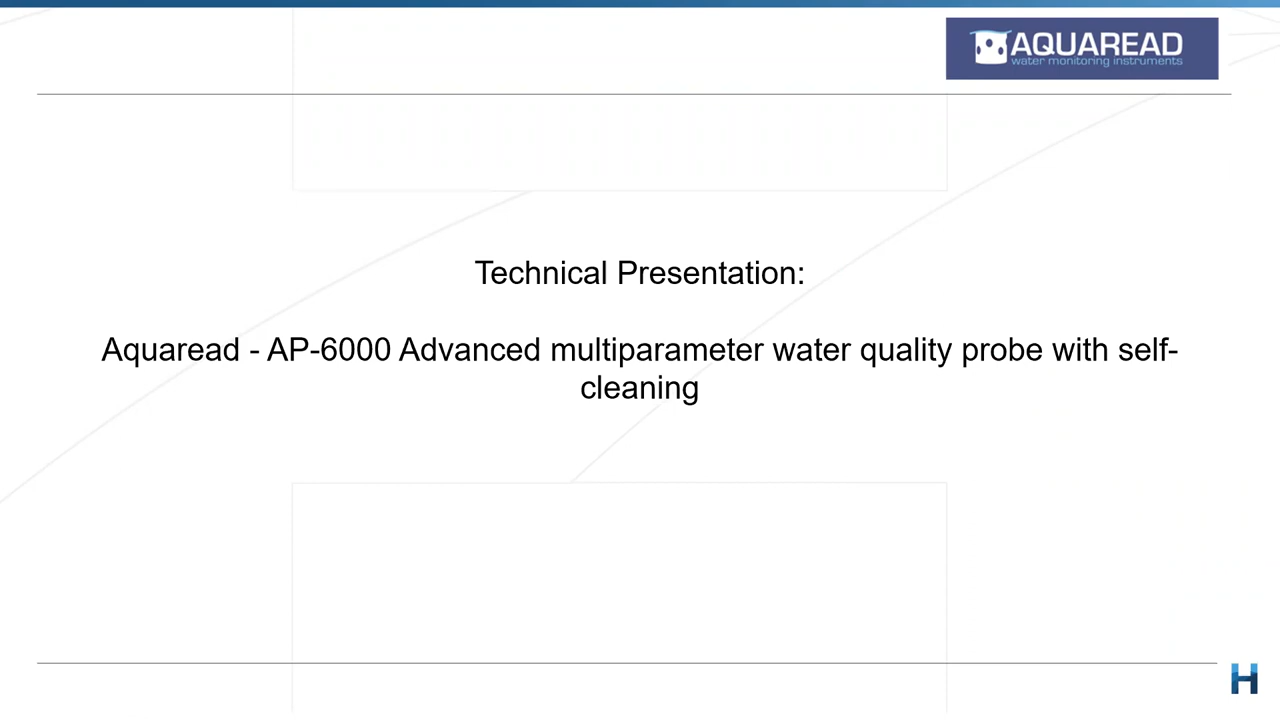 AQUAREAD
water monitoring instruments
Technical Presentation:
Aquaread - AP-6000 Advanced multiparameter water quality probe with self-
cleaning
H